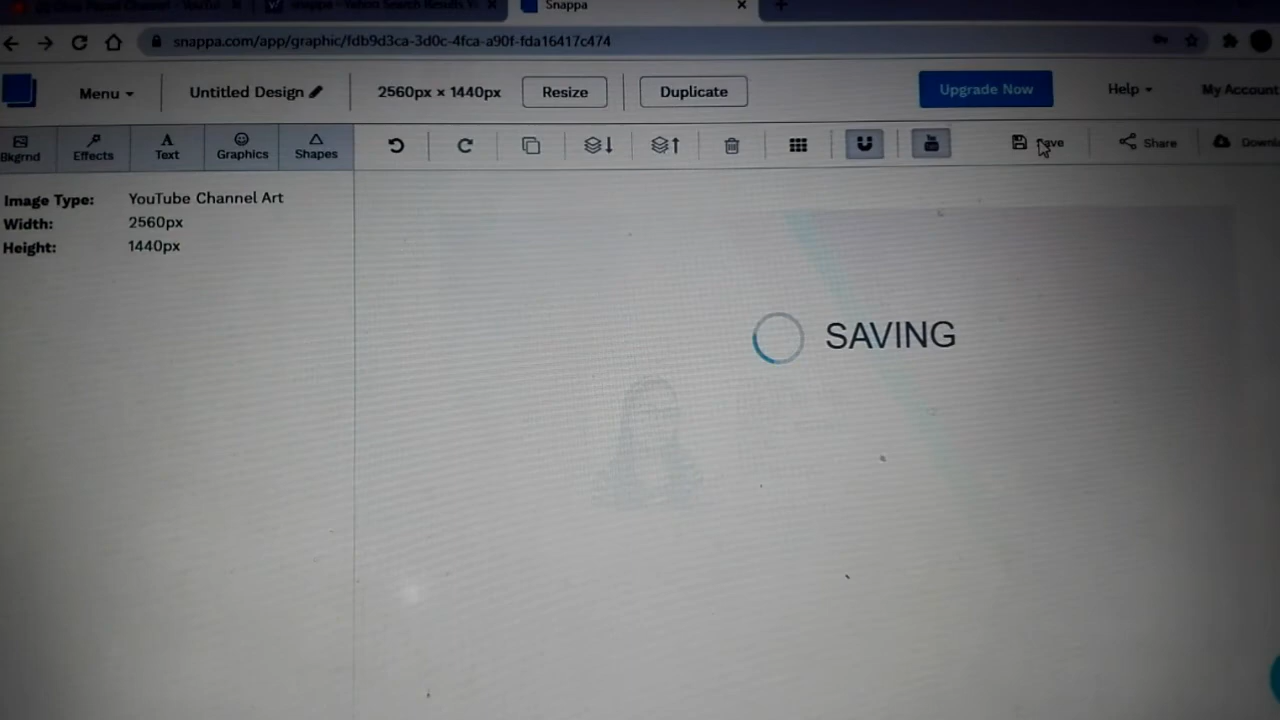 Snappa
snappa.com/app/graphic/fdb9d3ca-3d0c-4fca-a90f-fda16417c474
Menu
Untitled Design
2560px × 1440px
Resize
Duplicate
Upgrade Now
Help
My Account
Bkgrnd
Effects
Text
Graphics
Shapes
Share
Image Type: YouTube Channel Art
Width: 2560px
Height: 1440px
SAVING